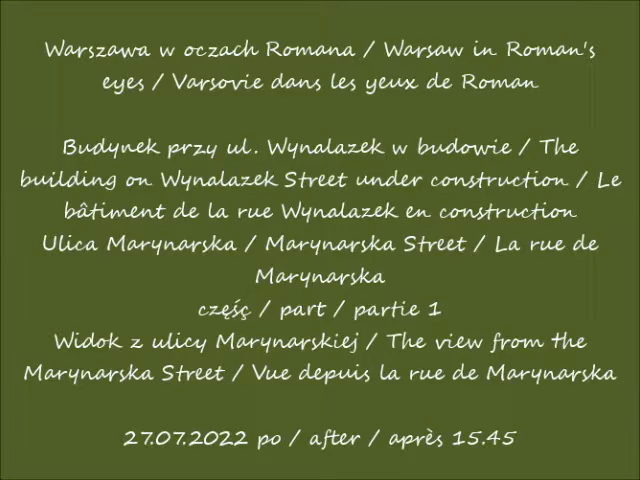 Warszawa w oczach Romana / Warsaw in Roman's
eyes / Varsovie dans les yeux de Roman
Budynek przy ul. Wynalazek w budowie / The
building on Wynalazek Street under construction / Le
bâtiment de la rue Wynalazek en construction
Ulica Marynarska / Marynarska Street / La rue de
Marynarska
częśç / part / partie 1
Widok z ulicy Marynarskiej / The view from the
Marynarska Street / Vue depuis la rue de Marynarska
27.07.2022 po / after / après 15.45